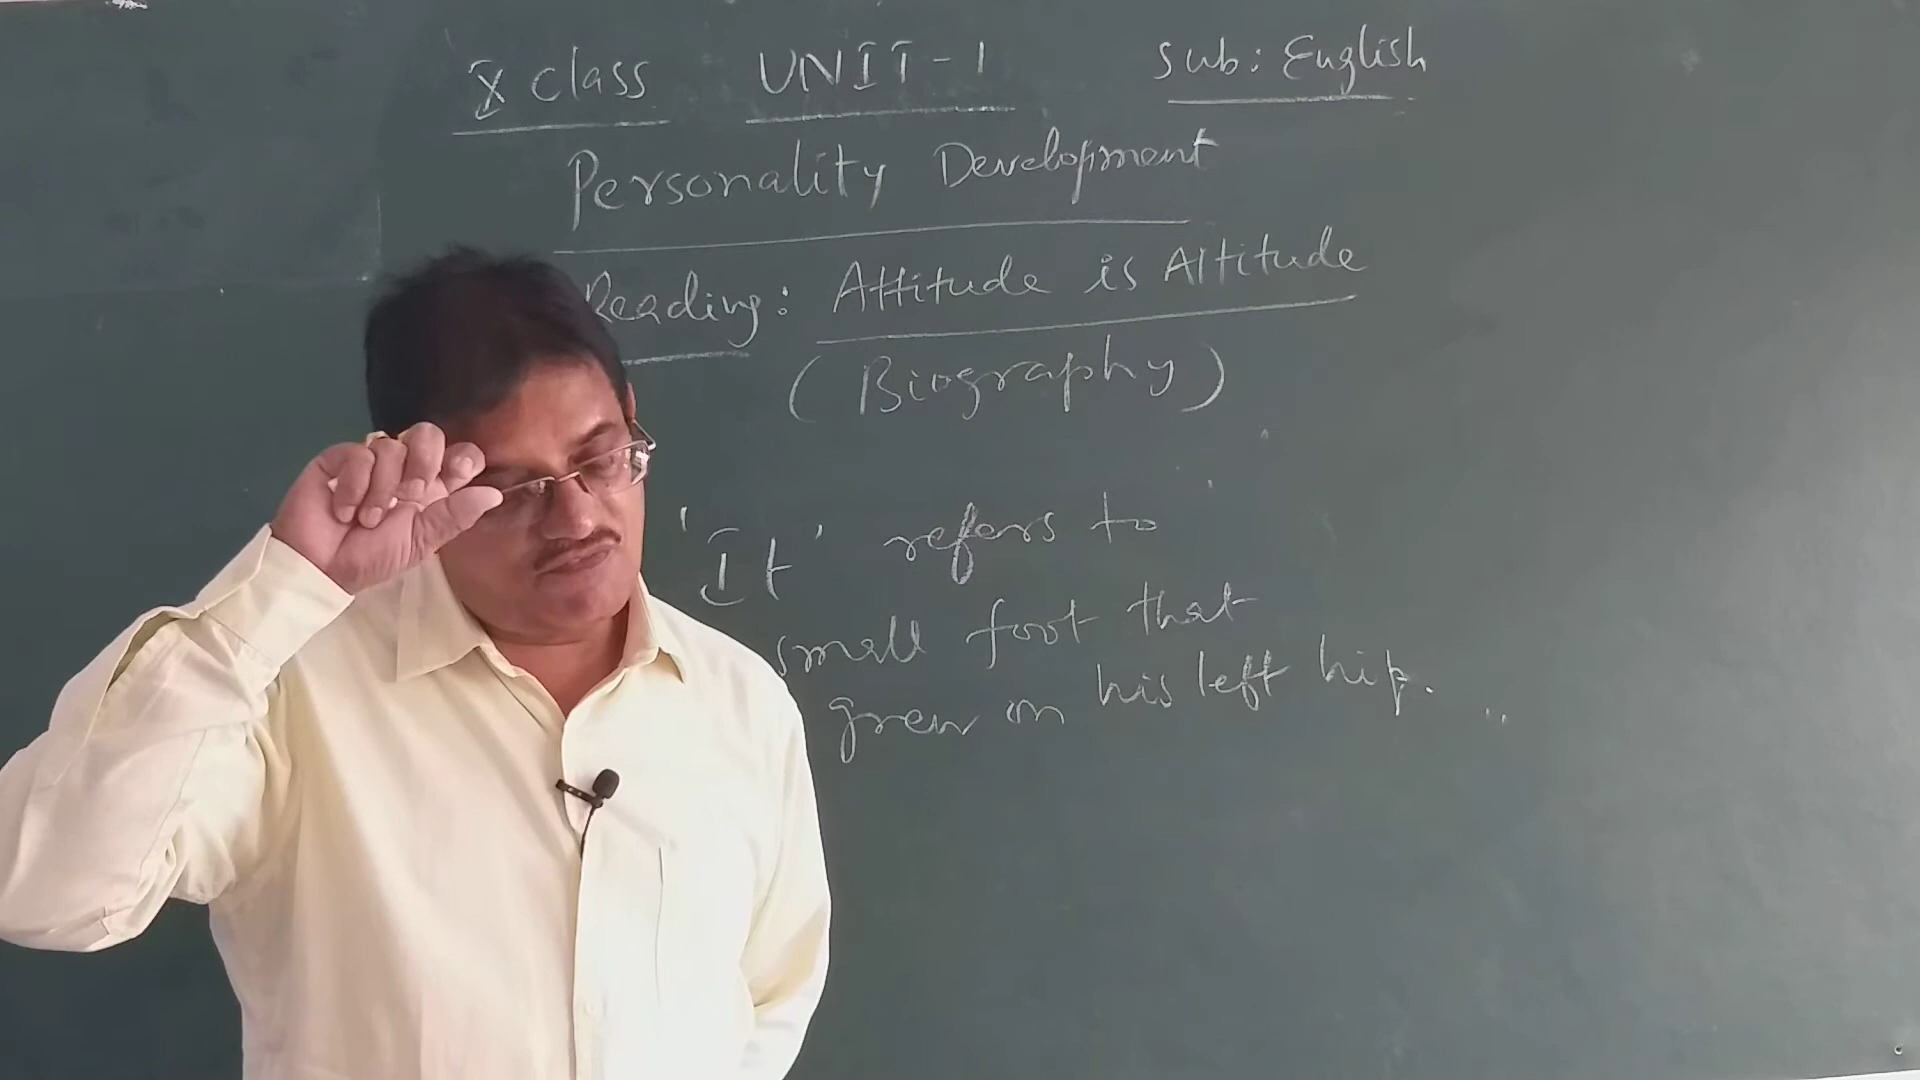 X class UNIT-1 Sub: English
Personality Development
Reading: Attitude is Altitude
(Biography)
'It' refers to
small foot that
grew on his left hip.